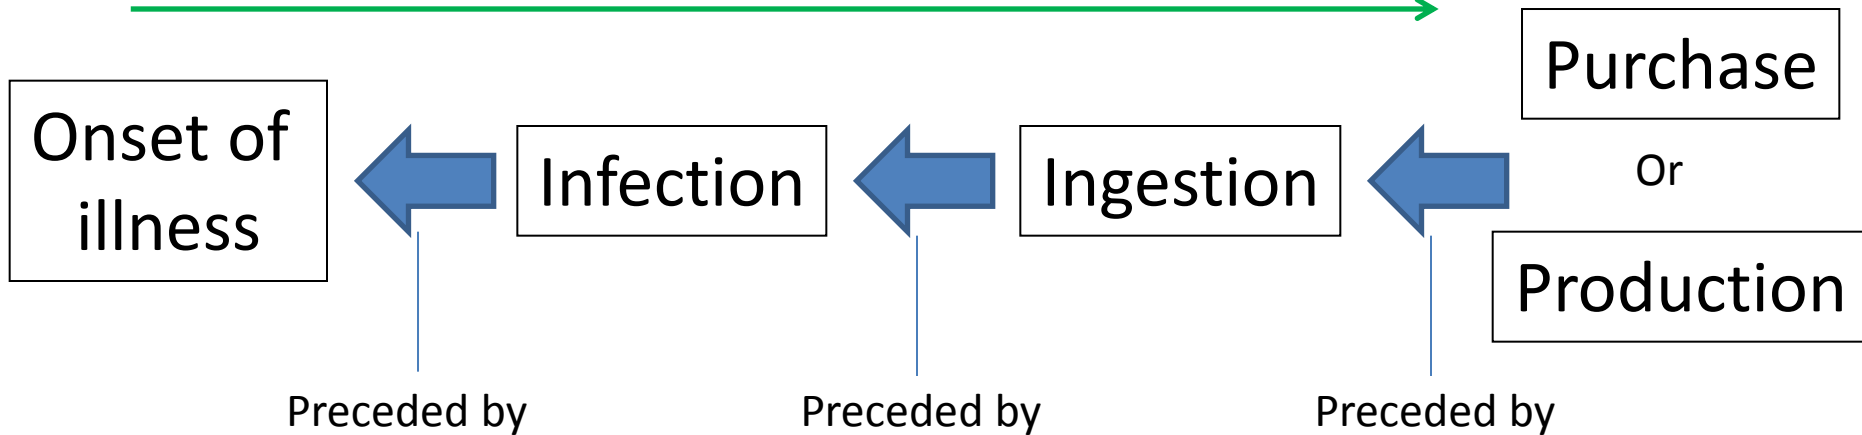 Onset of
illness
Infection
Ingestion
Purchase
Or
Production
Preceded by
Preceded by
Preceded by